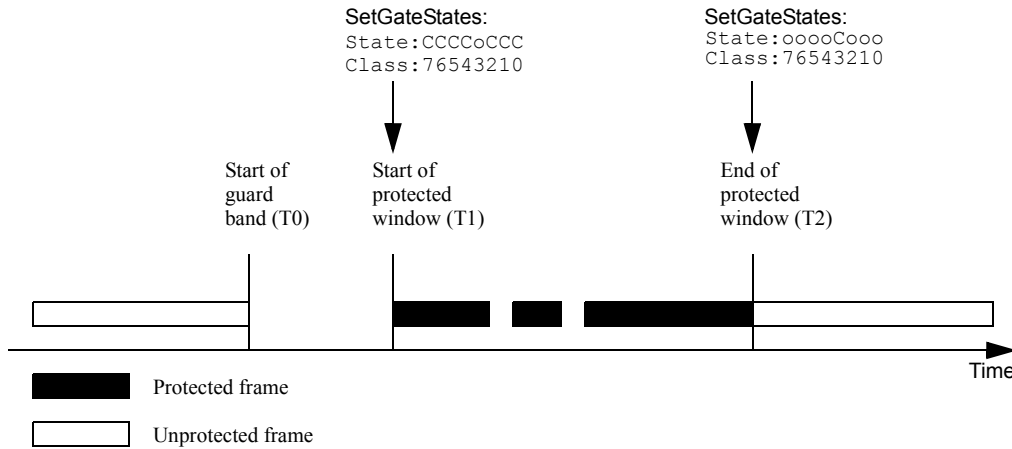 SetGateStates:
State:CCCCoCCC
Class:76543210
SetGateStates:
State:ooooCooo
Class:76543210
Start of
guard
band (T0)
Start of
protected
window (T1)
End of
protected
window (T2)
Time
Protected frame
Unprotected frame